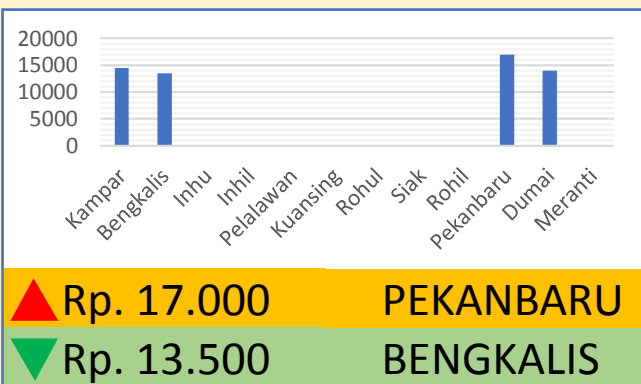 20000
15000
10000
5000
0
Kampar
Bengkalis
Inhu
Inhil
Pelalawan
Kuansing
Rohul
Siak
Rohil
Pekanbaru
Dumai
Meranti
Rp. 17.000 PEKANBARU
Rp. 13.500 BENGKALIS